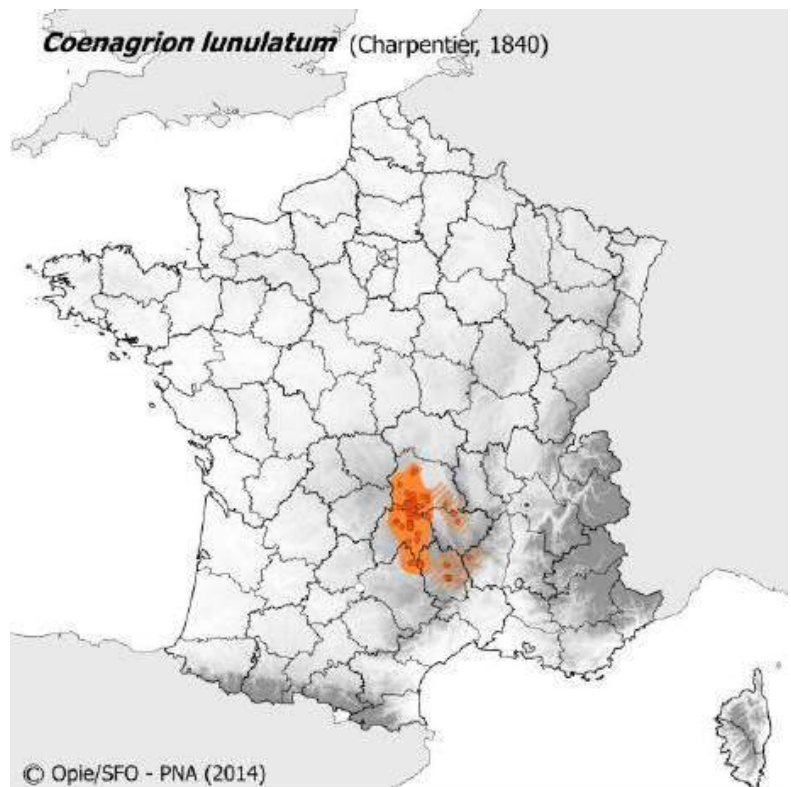 Coenagrion lunulatum (Charpentier, 1840)
© Opie/SFO - PNA (2014)